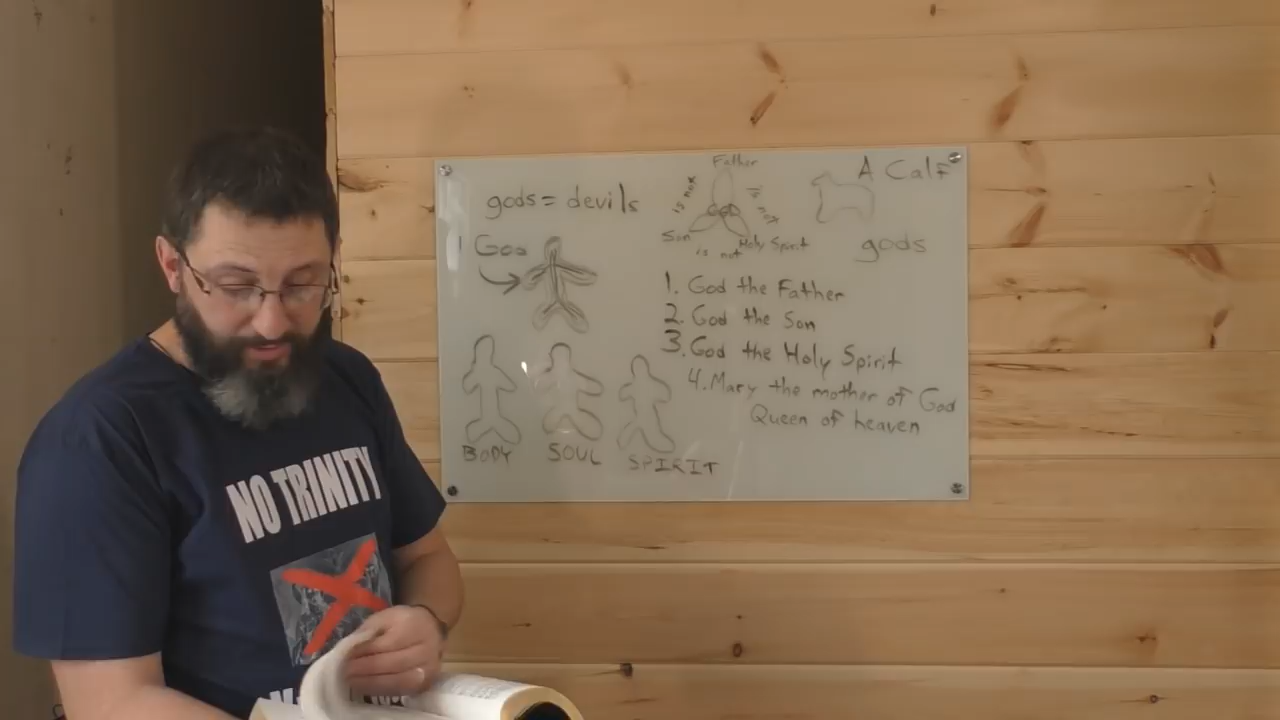 gods = devils
1 God
BODY
SOUL
SPIRIT
Father
is not
is not
God
Son
is not
Holy Spirit
A Calf
gods
1. God the Father
2. God the Son
3. God the Holy Spirit
4. Mary the mother of God
Queen of heaven
NO TRINITY